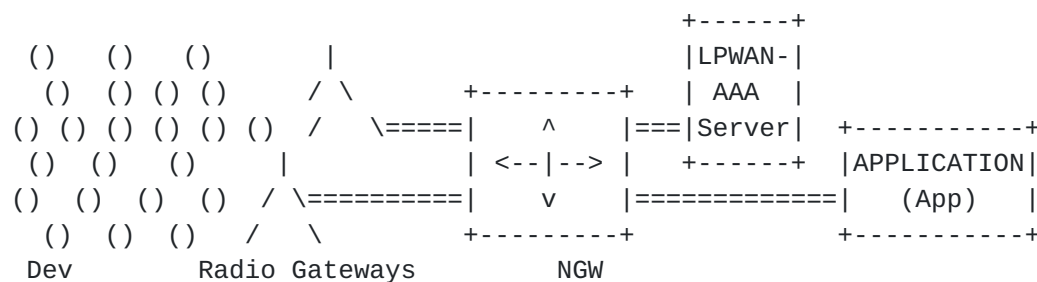 +------+
 ()    ()   ()         |                   |LPWAN-|
  ()  () () ()        / \       +---------+    | AAA  |
() () () () () ()  /   \=====|    ^    |===|Server|  +-----------+
 ()  ()    ()     |           | <--|--> |   +------+  |APPLICATION|
()  ()  ()  ()  / \==========|    v    |=============|   (App)   |
  ()  ()  ()   /   \         +---------+             +-----------+
 Dev        Radio Gateways         NGW